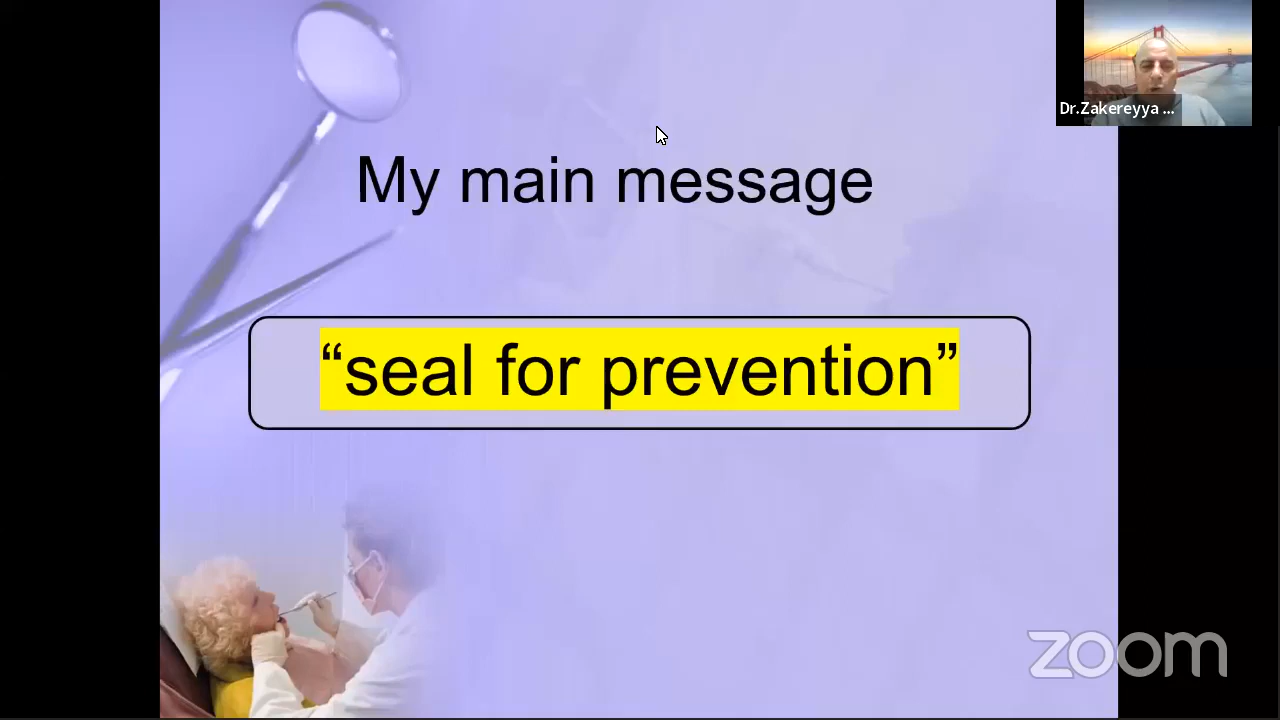 Dr.Zakereyya ...
My main message
“seal for prevention”
zoom